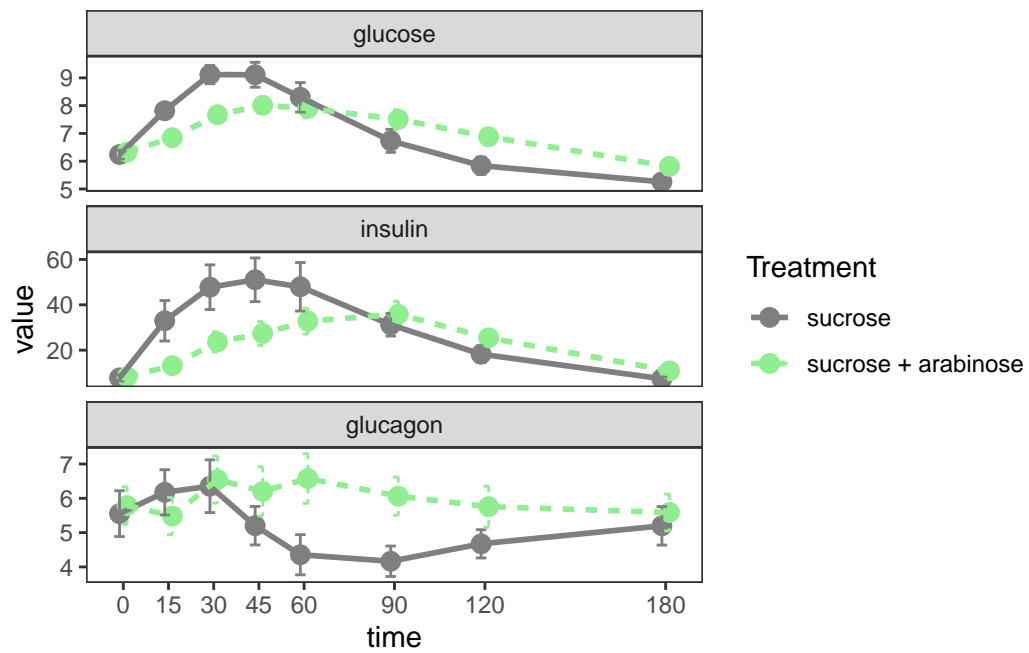 glucose
9
8
7
6
5
insulin
60
40
20
glucagon
7
6
5
4
0 15 30 45 60 90 120 180
time
value
Treatment
sucrose
sucrose + arabinose